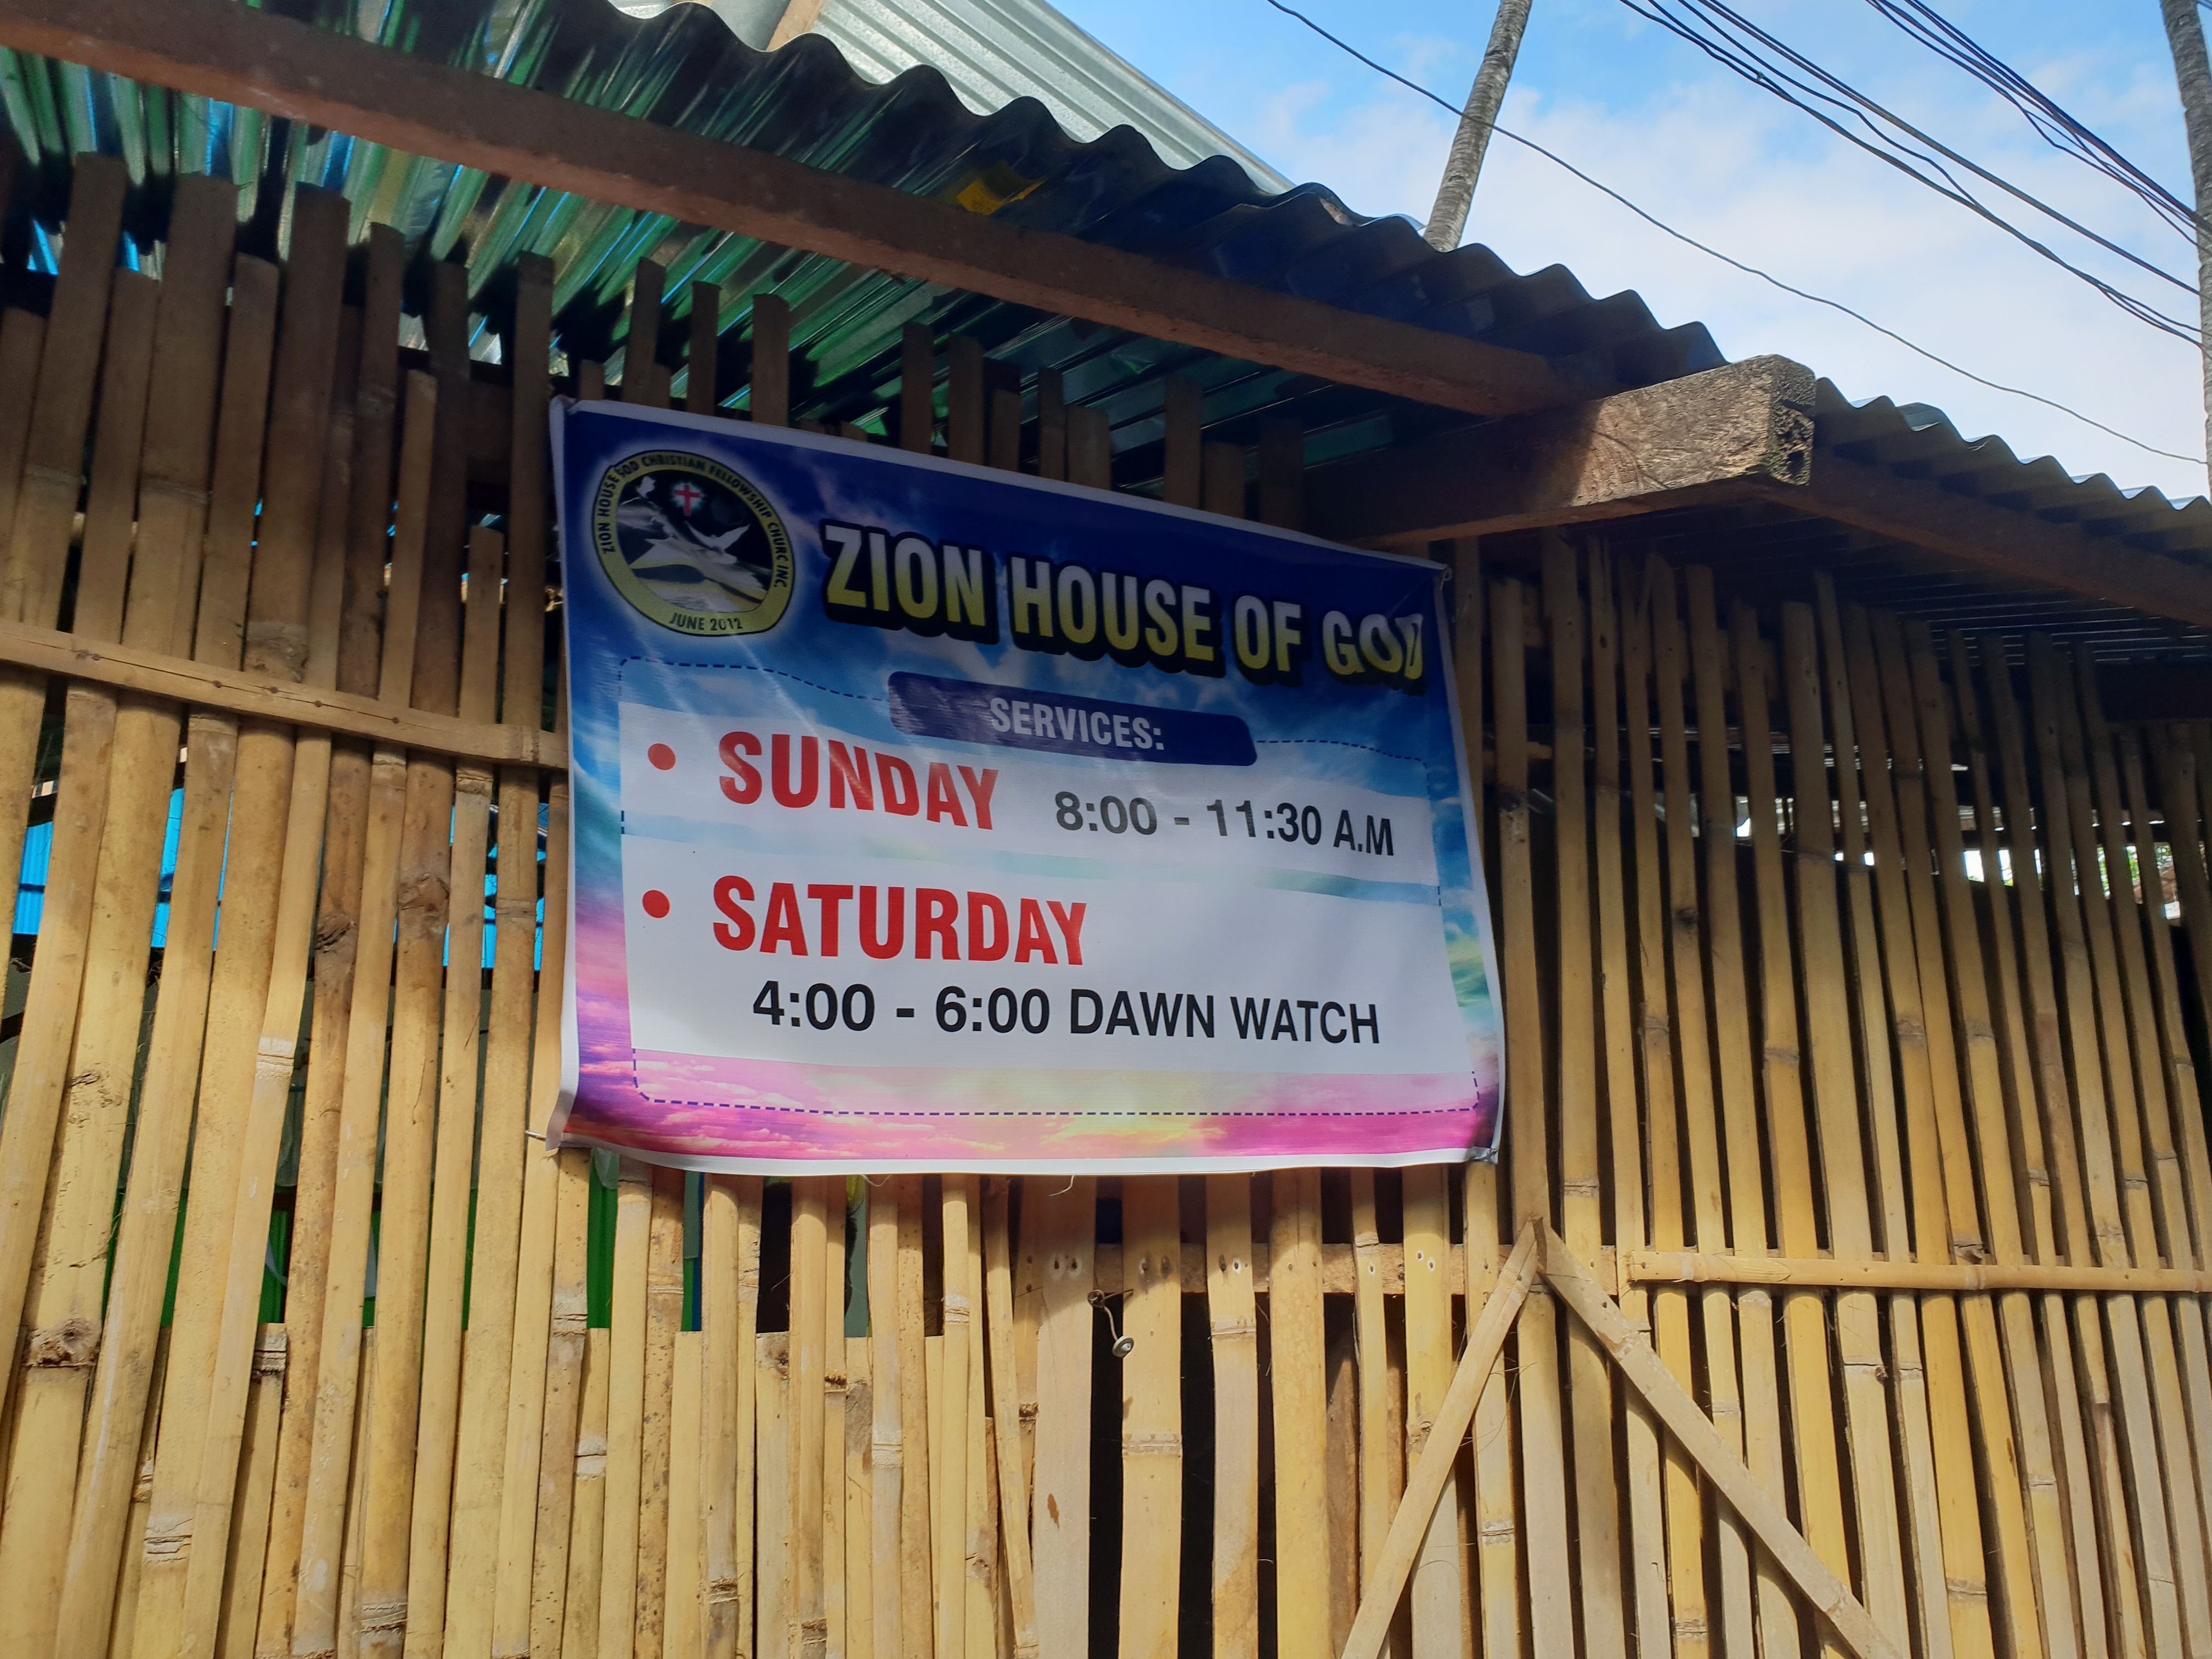 ZION HOUSE GOD CHRISTIAN FELLOWSHIP CHURC INC
JUNE 2012
ZION HOUSE OF GOD
SERVICES:
• SUNDAY 8:00 - 11:30 A.M
• SATURDAY
4:00 - 6:00 DAWN WATCH